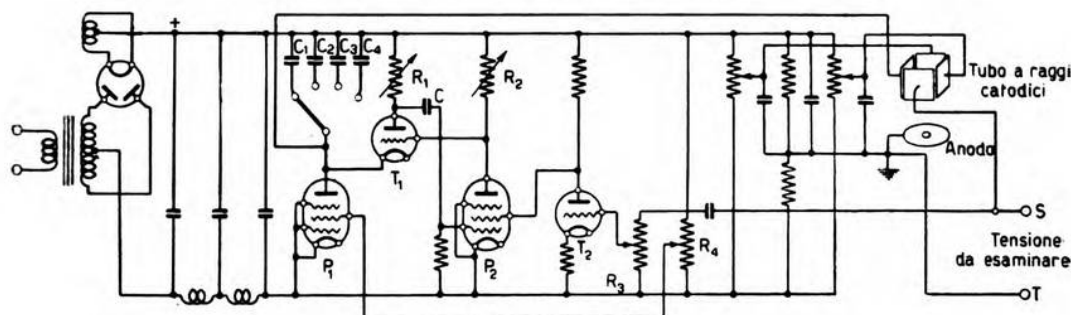 +
C1 C2 C3 C4
R1
R2
C
Tubo a raggi
catodici
Anodo
T1
P1
P2
T2
R3
R4
S
Tensione
da esaminare
T